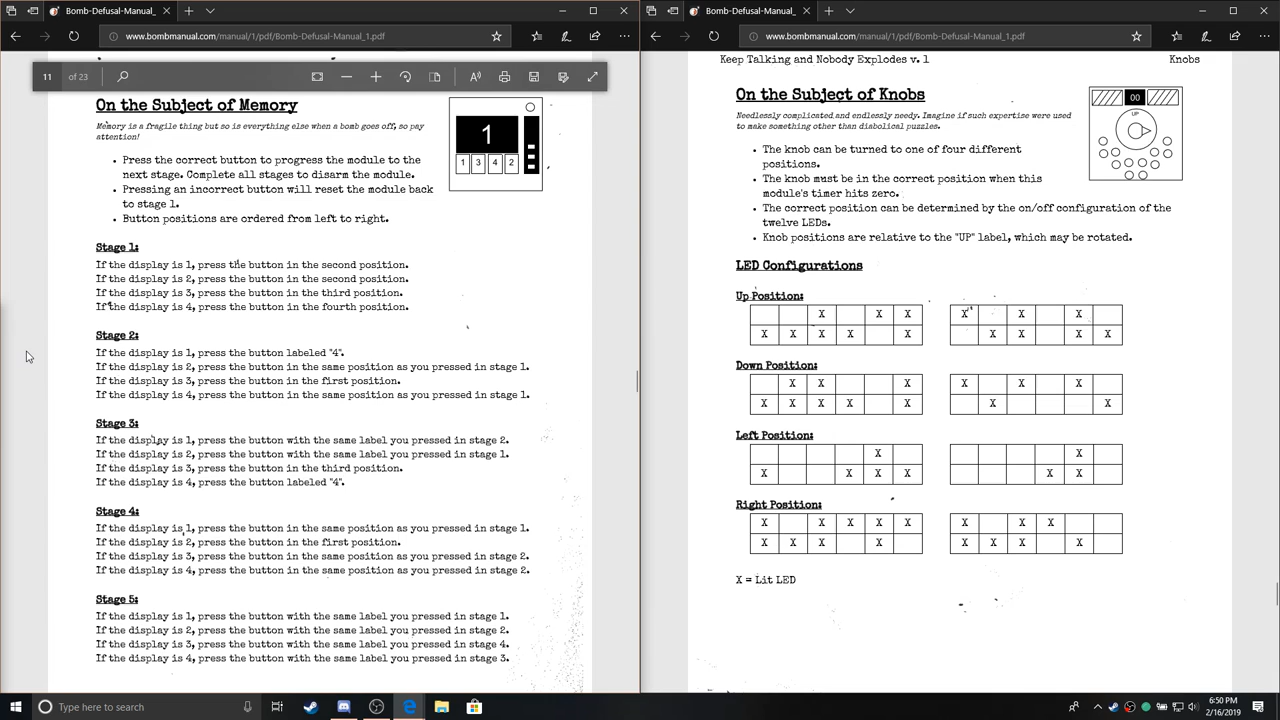 Bomb-Defusal-Manual_
www.bombmanual.com/manual/1/pdf/Bomb-Defusal-Manual_1.pdf
11 of 23
On the Subject of Memory
Memory is a fragile thing but so is everything else when a bomb goes off, so pay
attention!
1
1 3 4 2
• Press the correct button to progress the module to the
next stage. Complete all stages to disarm the module.
• Pressing an incorrect button will reset the module back
to stage 1.
• Button positions are ordered from left to right.
Stage 1:
If the display is 1, press the button in the second position.
If the display is 2, press the button in the second position.
If the display is 3, press the button in the third position.
If the display is 4, press the button in the fourth position.
Stage 2:
If the display is 1, press the button labeled "4".
If the display is 2, press the button in the same position as you pressed in stage 1.
If the display is 3, press the button in the first position.
If the display is 4, press the button in the same position as you pressed in stage 1.
Stage 3:
If the display is 1, press the button with the same label you pressed in stage 2.
If the display is 2, press the button with the same label you pressed in stage 1.
If the display is 3, press the button in the third position.
If the display is 4, press the button labeled "4".
Stage 4:
If the display is 1, press the button in the same position as you pressed in stage 1.
If the display is 2, press the button in the first position.
If the display is 3, press the button in the same position as you pressed in stage 2.
If the display is 4, press the button in the same position as you pressed in stage 2.
Stage 5:
If the display is 1, press the button with the same label you pressed in stage 1.
If the display is 2, press the button with the same label you pressed in stage 2.
If the display is 3, press the button with the same label you pressed in stage 4.
If the display is 4, press the button with the same label you pressed in stage 3.
Bomb-Defusal-Manual_
www.bombmanual.com/manual/1/pdf/Bomb-Defusal-Manual_1.pdf
Keep Talking and Nobody Explodes v. 1 Knobs
On the Subject of Knobs
Needlessly complicated and endlessly needy. Imagine if such expertise were used
to make something other than diabolical puzzles.
00
UP
• The knob can be turned to one of four different
positions.
• The knob must be in the correct position when this
module's timer hits zero.
• The correct position can be determined by the on/off configuration of the
twelve LEDs.
• Knob positions are relative to the "UP" label, which may be rotated.
LED Configurations
Up Position:
X X X X X X
X X X X X X X X X
Down Position:
X X X X X X
X X X X X X X
Left Position:
X X
X X X X X X
Right Position:
X X X X X X X X
X X X X X X X X
X = Lit LED
Type here to search
6:50 PM
2/16/2019